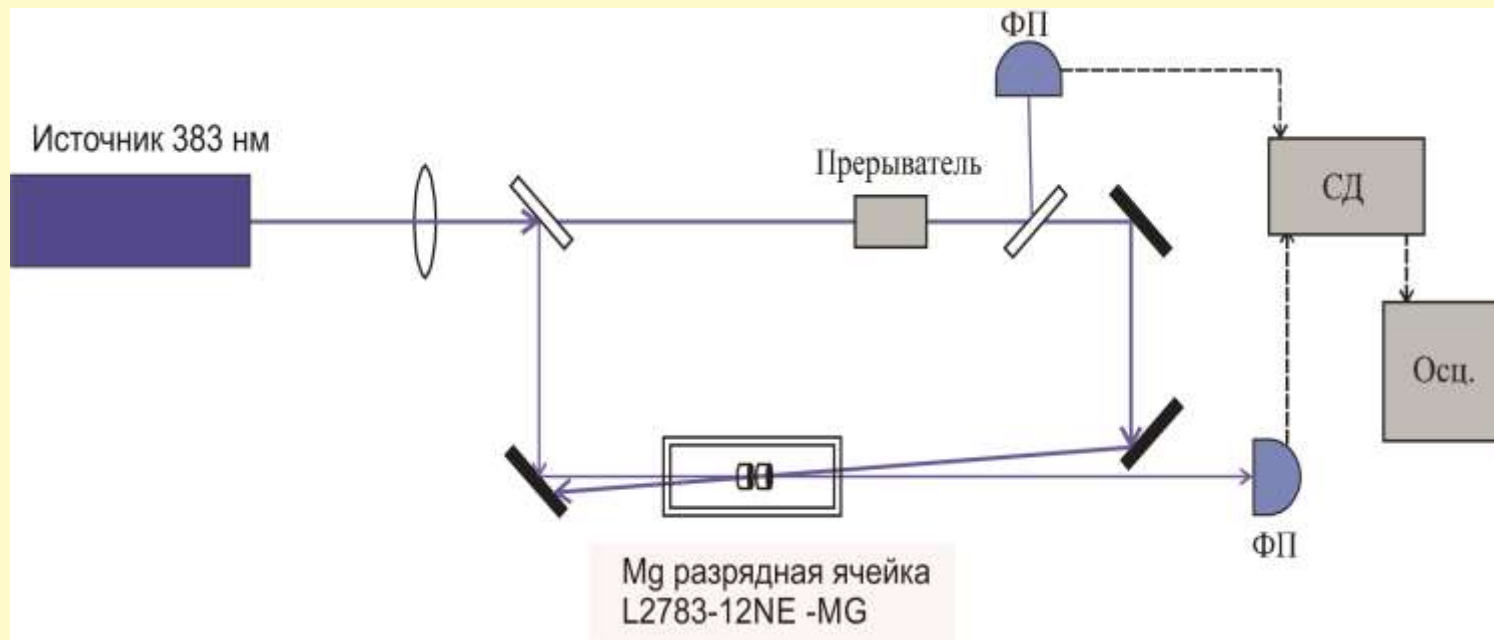 ФП
Источник 383 нм
Прерыватель
СД
Осц.
ФП
Mg разрядная ячейка
L2783-12NE -MG